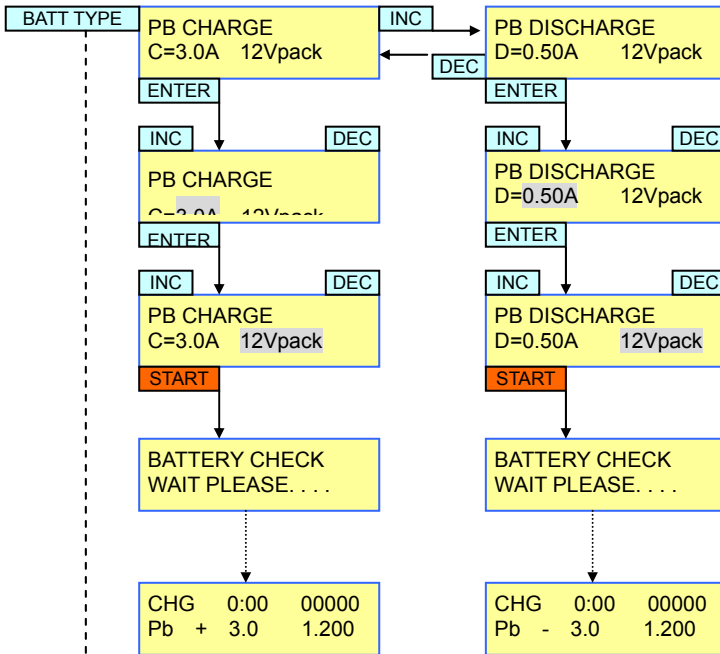 BATT TYPE
PB CHARGE
C=3.0A 12Vpack
INC
DEC
PB DISCHARGE
D=0.50A 12Vpack
ENTER
ENTER
INC DEC
PB CHARGE
C=3.0A 12Vpack
INC DEC
PB DISCHARGE
D=0.50A 12Vpack
ENTER
ENTER
INC DEC
PB CHARGE
C=3.0A 12Vpack
INC DEC
PB DISCHARGE
D=0.50A 12Vpack
START
START
BATTERY CHECK
WAIT PLEASE. . . .
BATTERY CHECK
WAIT PLEASE. . . .
CHG 0:00 00000
Pb + 3.0 1.200
CHG 0:00 00000
Pb - 3.0 1.200